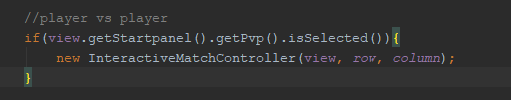 //player vs player
if(view.getStartpanel().getPvp().isSelected()){
new InteractiveMatchController(view, row, column);
}